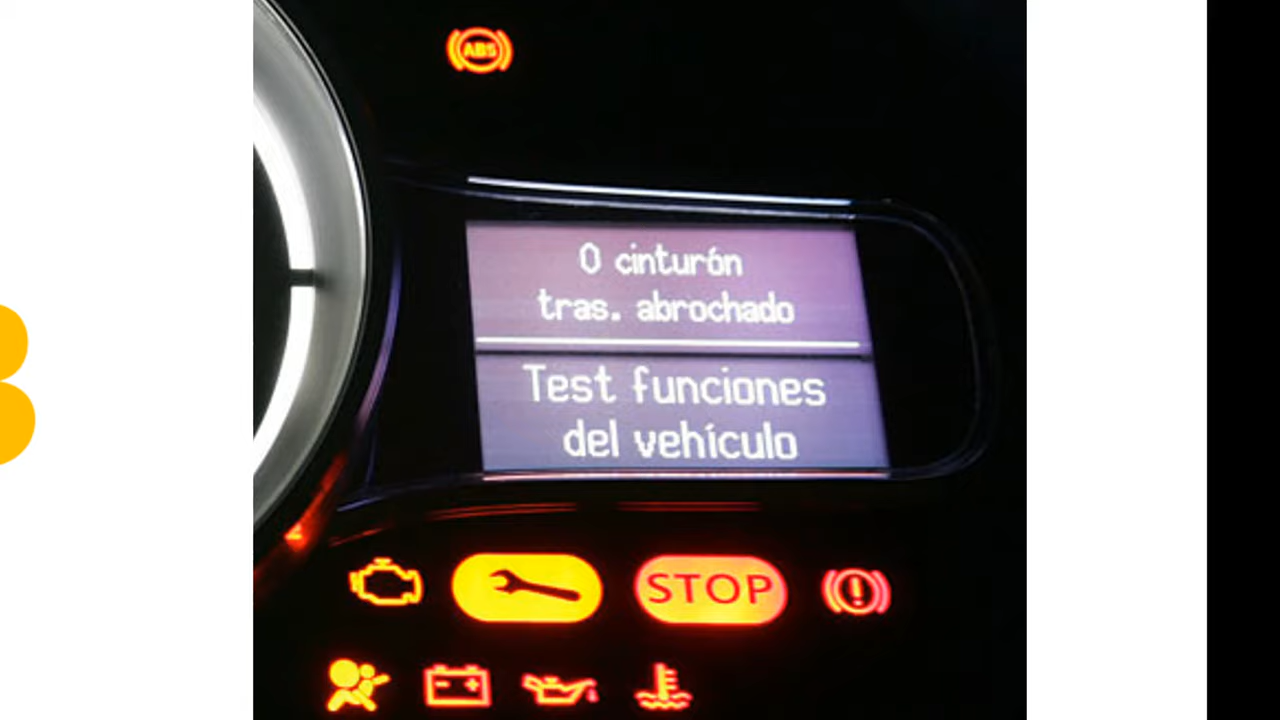 ABS
0 cinturón
tras. abrochado
Test funciones
del vehículo
STOP